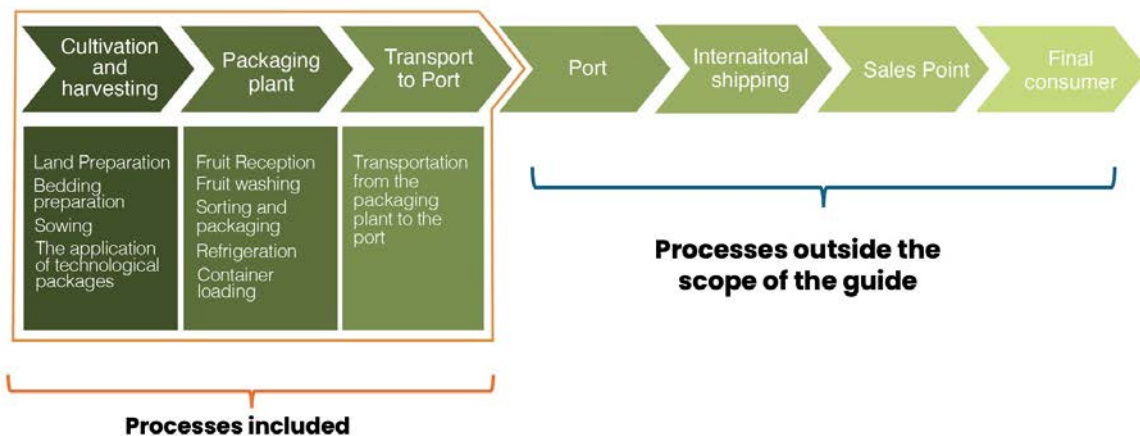 Cultivation
and
harvesting
Packaging
plant
Transport
to Port
Port
Internaitonal
shipping
Sales Point
Final
consumer
Land Preparation
Bedding
preparation
Sowing
The application
of technological
packages
Fruit Reception
Fruit washing
Sorting and
packaging
Refrigeration
Container
loading
Transportation
from the
packaging
plant to the
port
Processes outside the
scope of the guide
Processes included